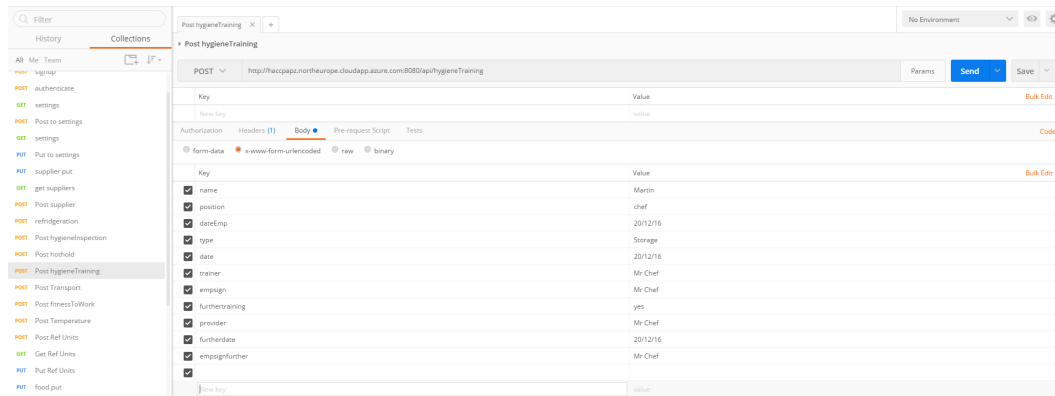 Filter
History Collections
All Me Team
POST signup
POST authenticate
GET settings
POST Post to settings
GET settings
PUT Put to settings
PUT supplier put
GET get suppliers
POST Post supplier
POST refridgeration
POST Post hygieneInspection
POST Post hothold
POST Post hygieneTraining
POST Post Transport
POST Post fitnessToWork
POST Post Temperature
POST Post Ref Units
GET Get Ref Units
PUT Put Ref Units
PUT food put
Post hygieneTraining × +
No Environment
Post hygieneTraining
POST http://haccpapz.northeurope.cloudapp.azure.com:8080/api/hygieneTraining Params Send Save
Key Value Bulk Edit
New key value
Authorization Headers (1) Body Pre-request Script Tests Code
form-data x-www-form-urlencoded raw binary
Key Value Bulk Edit
name Martin
position chef
dateEmp 20/12/16
type Storage
date 20/12/16
trainer Mr Chef
empsign Mr Chef
furthertraining yes
provider Mr Chef
furtherdate 20/12/16
empsignfurther Mr Chef
New key value